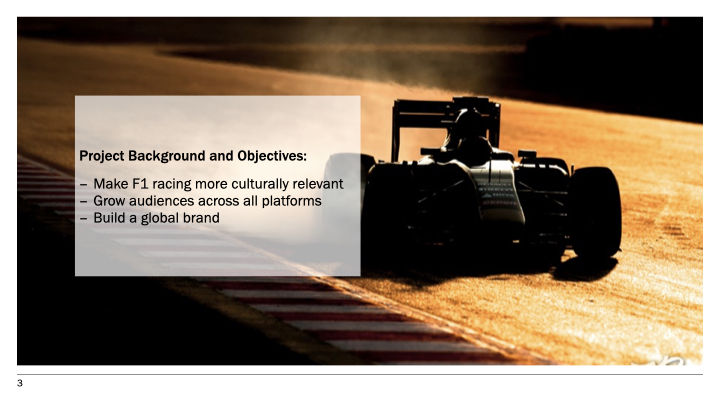 Project Background and Objectives:
– Make F1 racing more culturally relevant
– Grow audiences across all platforms
– Build a global brand
3